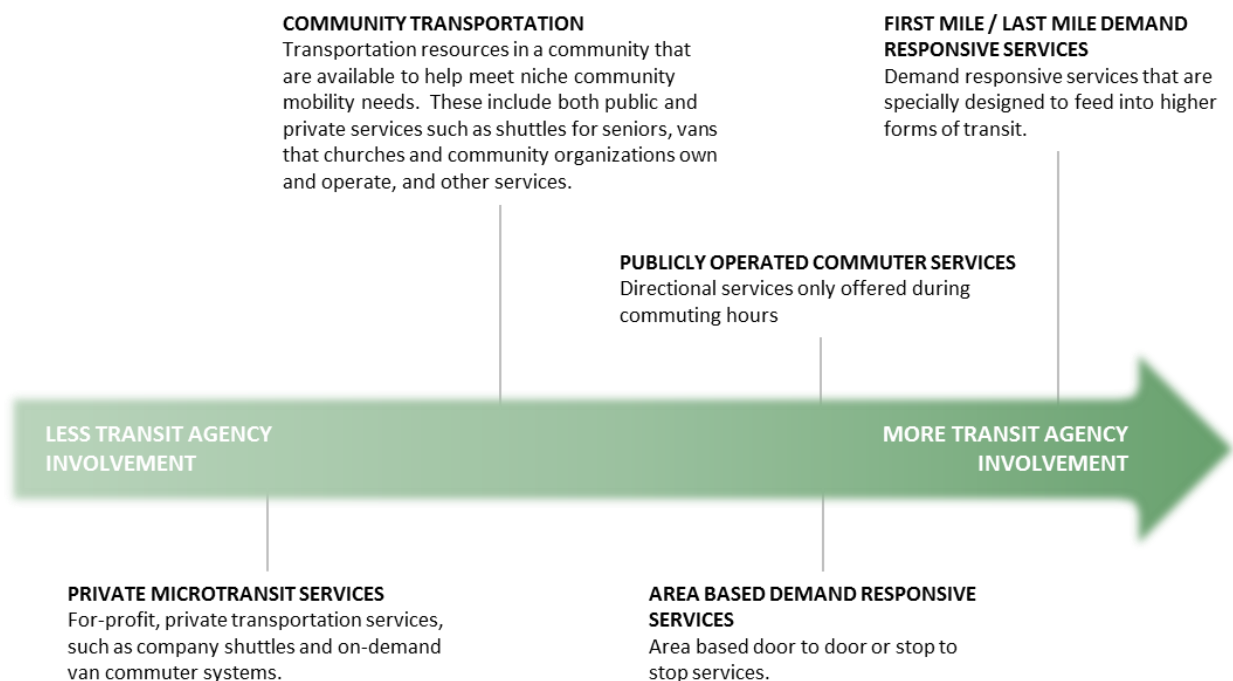 COMMUNITY TRANSPORTATION
Transportation resources in a community that
are available to help meet niche community
mobility needs.  These include both public and
private services such as shuttles for seniors, vans
that churches and community organizations own
and operate, and other services.
FIRST MILE / LAST MILE DEMAND
RESPONSIVE SERVICES
Demand responsive services that are
specially designed to feed into higher
forms of transit.
PUBLICLY OPERATED COMMUTER SERVICES
Directional services only offered during
commuting hours
LESS TRANSIT AGENCY
INVOLVEMENT
MORE TRANSIT AGENCY
INVOLVEMENT
PRIVATE MICROTRANSIT SERVICES
For-profit, private transportation services,
such as company shuttles and on-demand
van commuter systems.
AREA BASED DEMAND RESPONSIVE
SERVICES
Area based door to door or stop to
stop services.